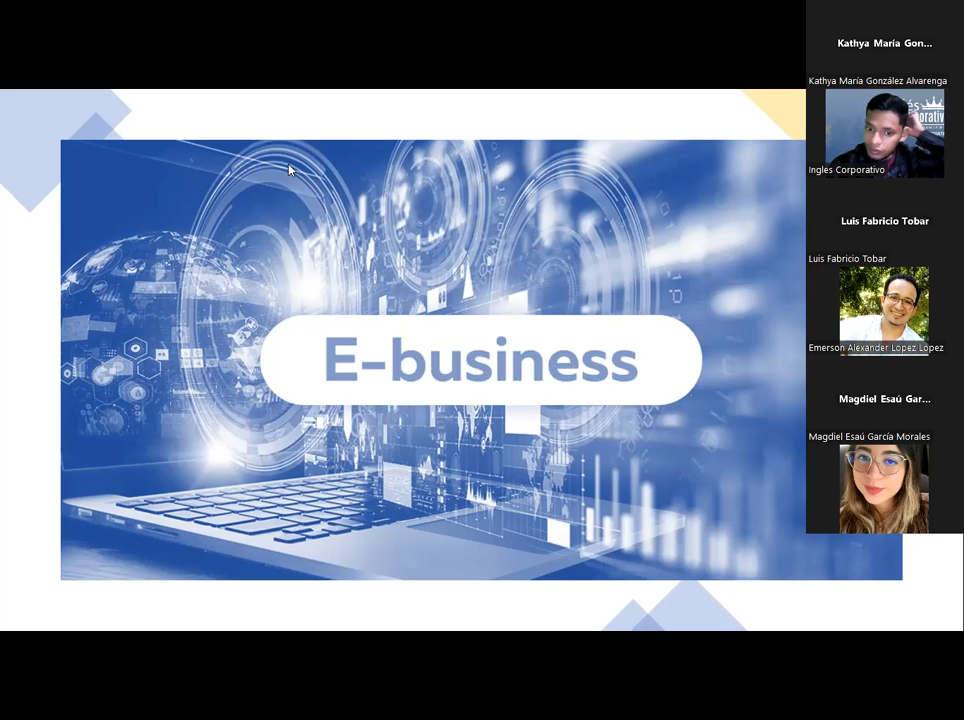 E-business
Kathya María Gon...
Kathya María González Alvarenga
Ingles Corporativo
Luis Fabricio Tobar
Luis Fabricio Tobar
Emerson Alexander Lopez Lopez
Magdiel Esaú Gar...
Magdiel Esaú García Morales